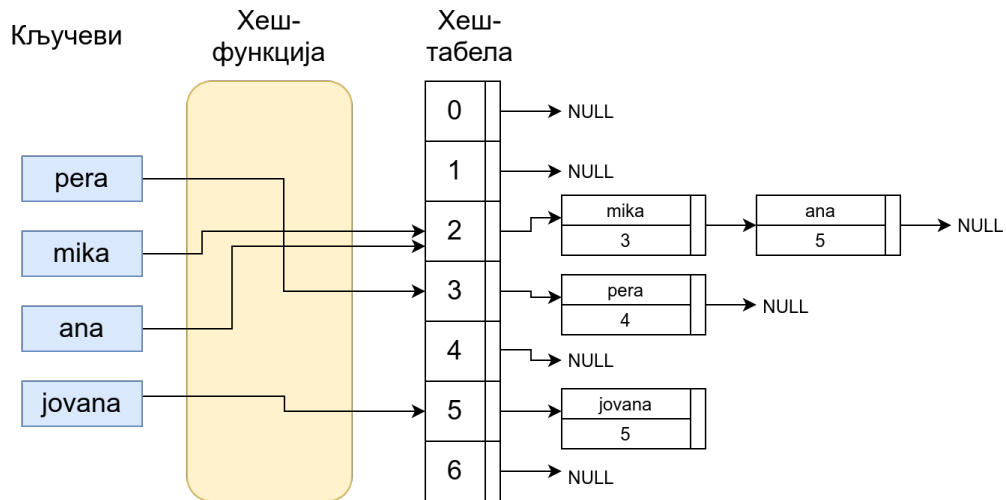 Кључеви
Хеш-
функција
Хеш-
табела
pera
mika
ana
jovana
0
1
2
3
4
5
6
NULL
NULL
mika
3
ana
5
NULL
pera
4
NULL
NULL
jovana
5
NULL